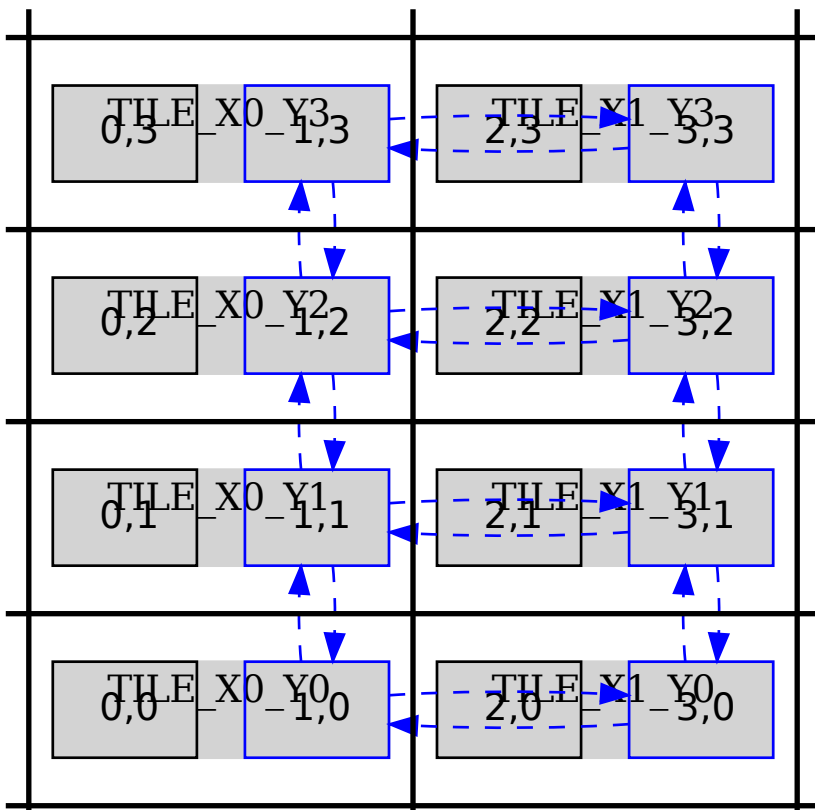 TILE_X0_Y3
0,3
1,3
TILE_X1_Y3
2,3
3,3
TILE_X0_Y2
0,2
1,2
TILE_X1_Y2
2,2
3,2
TILE_X0_Y1
0,1
1,1
TILE_X1_Y1
2,1
3,1
TILE_X0_Y0
0,0
1,0
TILE_X1_Y0
2,0
3,0